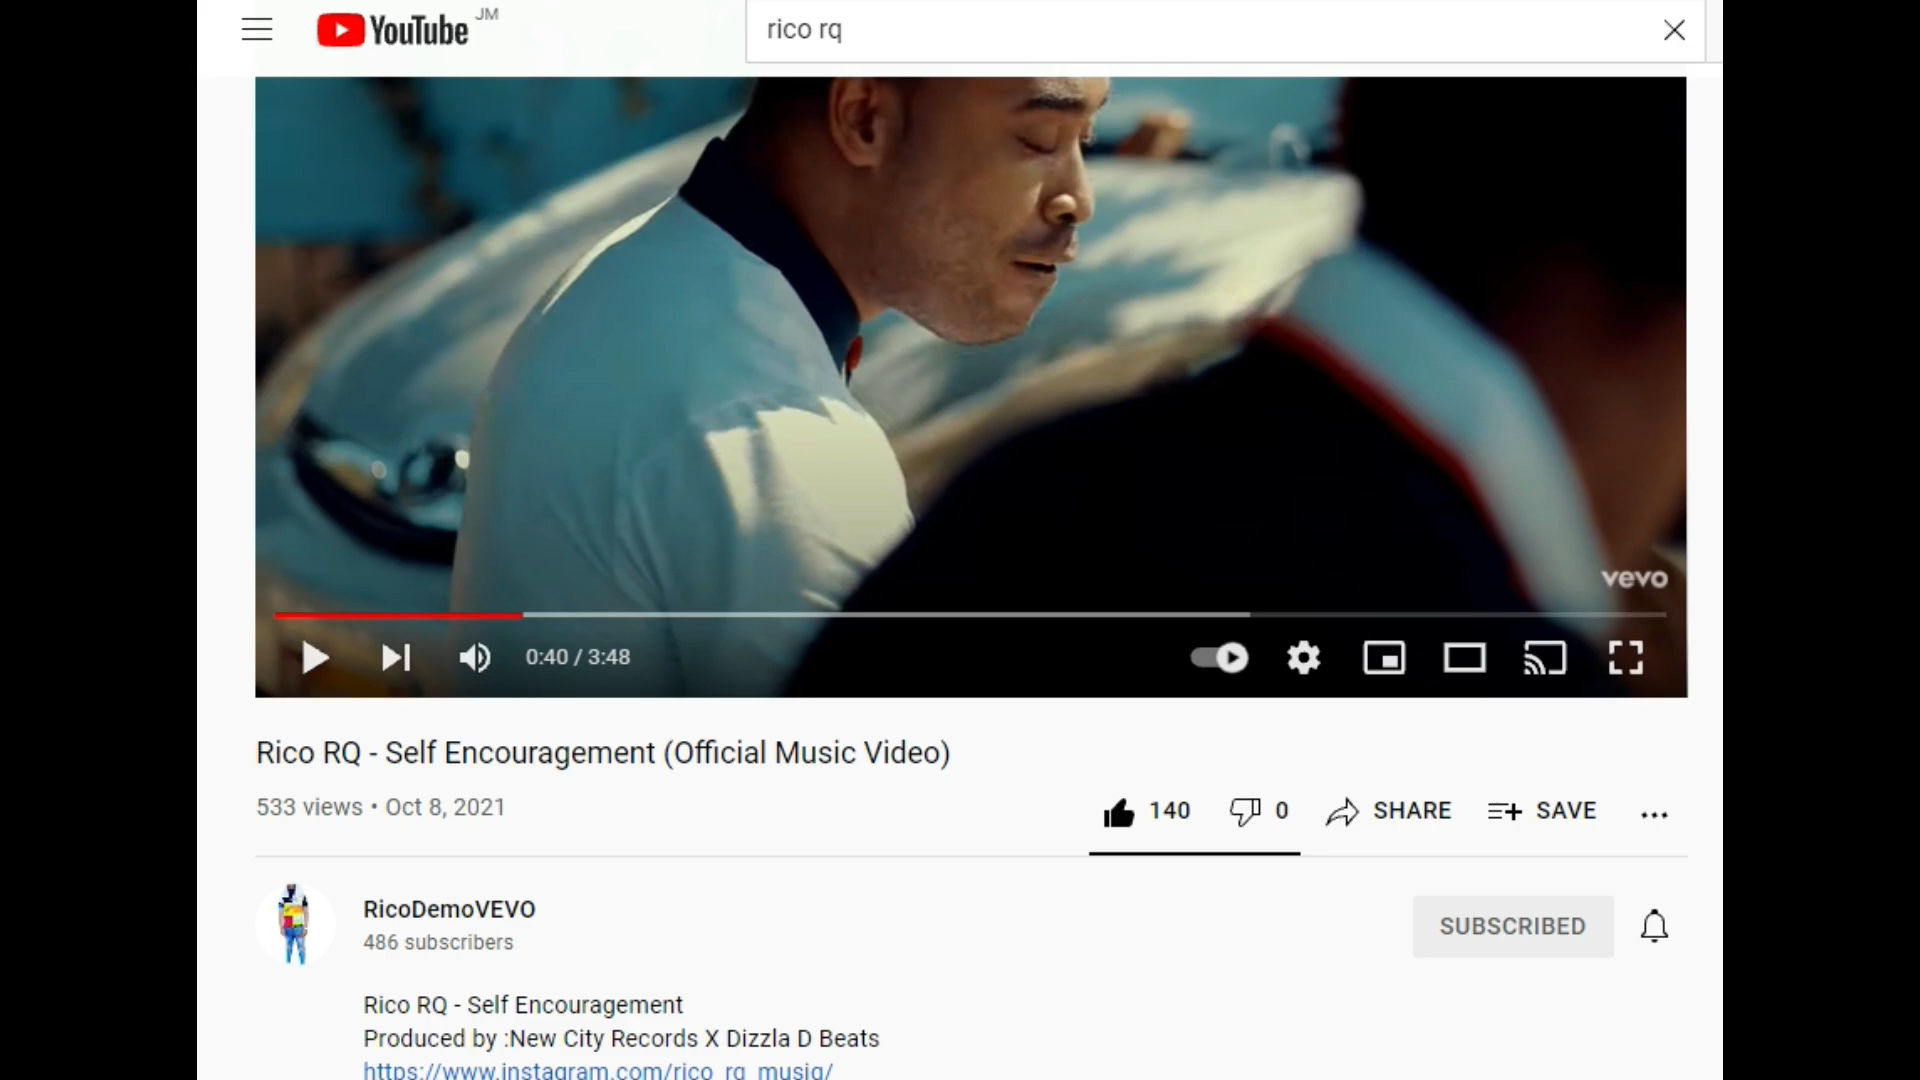 YouTube JM
rico rq
vevo
0:40 / 3:48
Rico RQ - Self Encouragement (Official Music Video)
533 views • Oct 8, 2021
140 0 SHARE SAVE ...
RicoDemoVEVO
486 subscribers
SUBSCRIBED
Rico RQ - Self Encouragement
Produced by :New City Records X Dizzla D Beats
https://www.instagram.com/rico_rq_musiq/